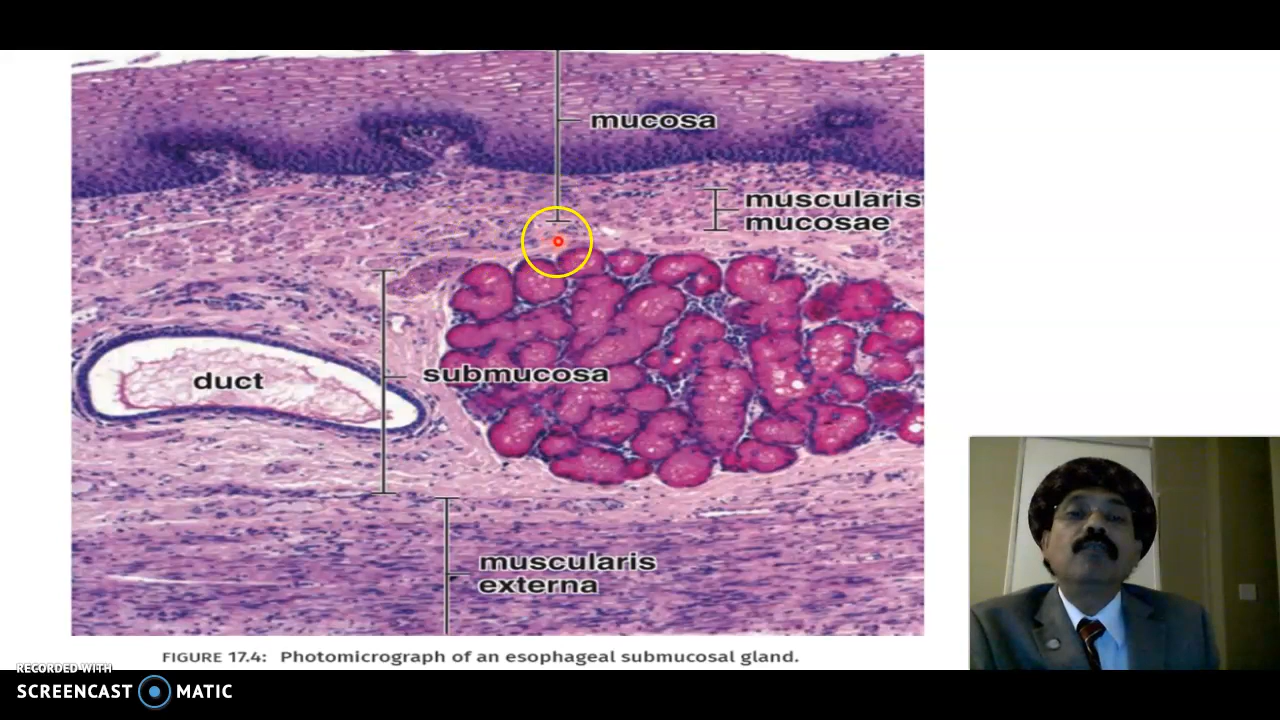 mucosa
muscularis
mucosae
duct
submucosa
muscularis
externa
FIGURE 17.4: Photomicrograph of an esophageal submucosal gland.
RECORDED WITH
SCREENCAST MATIC